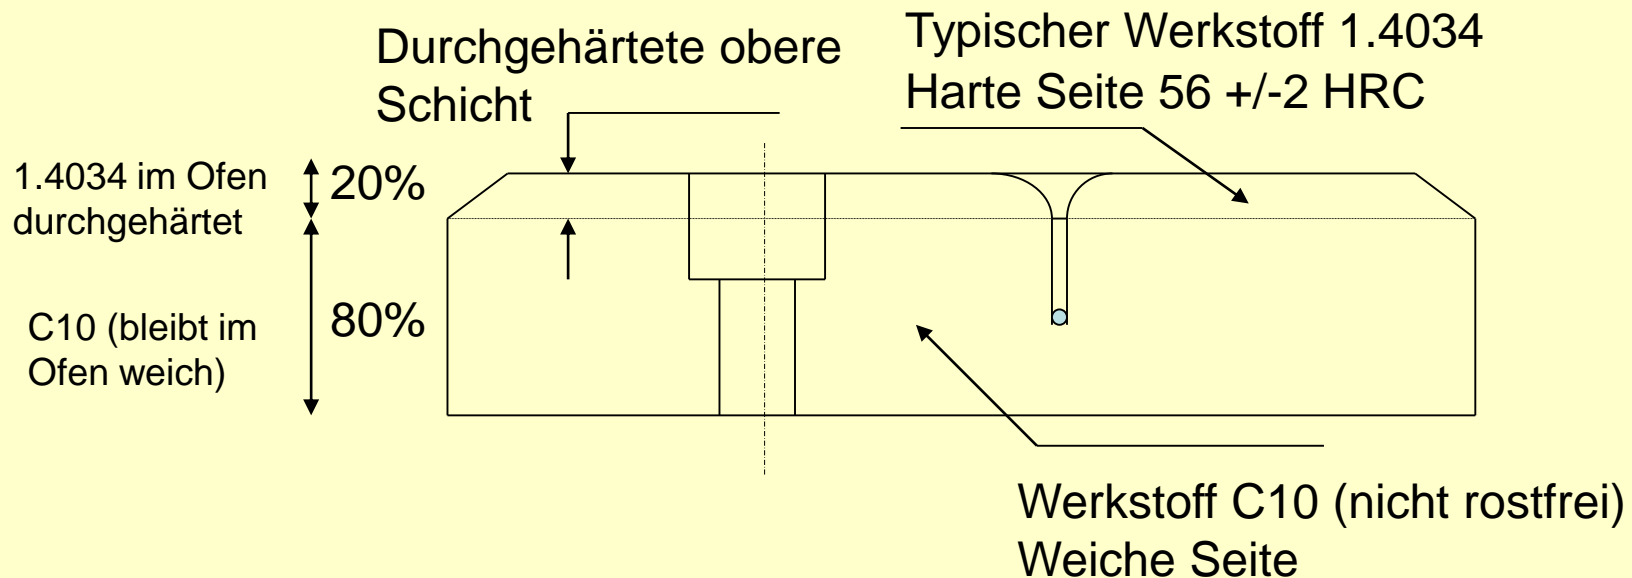 Durchgehärtete obere
Schicht
Typischer Werkstoff 1.4034
Harte Seite 56 +/-2 HRC
1.4034 im Ofen
durchgehärtet
20%
C10 (bleibt im
Ofen weich)
80%
Werkstoff C10 (nicht rostfrei)
Weiche Seite